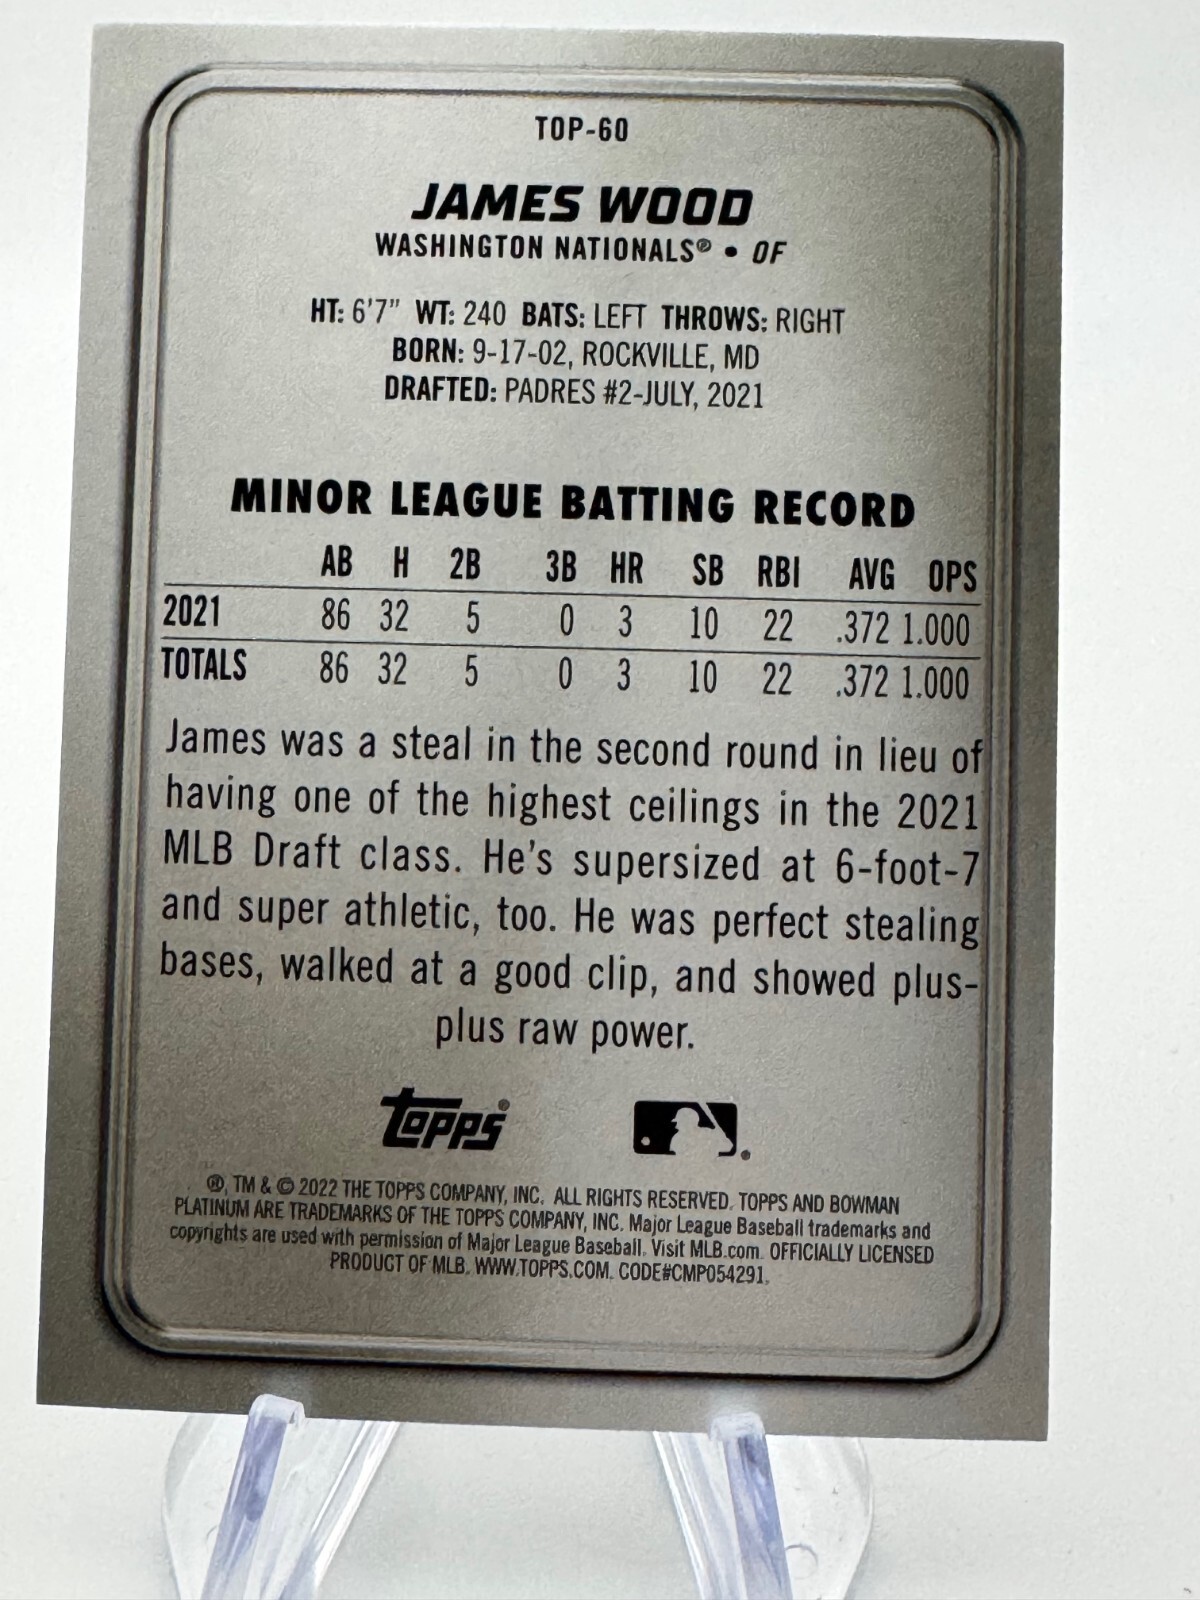 TOP-60
JAMES WOOD
WASHINGTON NATIONALS® • OF
HT: 6'7" WT: 240 BATS: LEFT THROWS: RIGHT
BORN: 9-17-02, ROCKVILLE, MD
DRAFTED: PADRES #2-JULY, 2021
MINOR LEAGUE BATTING RECORD
AB H 2B 3B HR SB RBI AVG OPS
2021 86 32 5 0 3 10 22 .372 1.000
TOTALS 86 32 5 0 3 10 22 .372 1.000
James was a steal in the second round in lieu of
having one of the highest ceilings in the 2021
MLB Draft class. He's supersized at 6-foot-7
and super athletic, too. He was perfect stealing
bases, walked at a good clip, and showed plus-
plus raw power.
Topps®
®, TM & © 2022 THE TOPPS COMPANY, INC. ALL RIGHTS RESERVED. TOPPS AND BOWMAN
PLATINUM ARE TRADEMARKS OF THE TOPPS COMPANY, INC. Major League Baseball trademarks and
copyrights are used with permission of Major League Baseball. Visit MLB.com. OFFICIALLY LICENSED
PRODUCT OF MLB. WWW.TOPPS.COM. CODE#CMP054291.